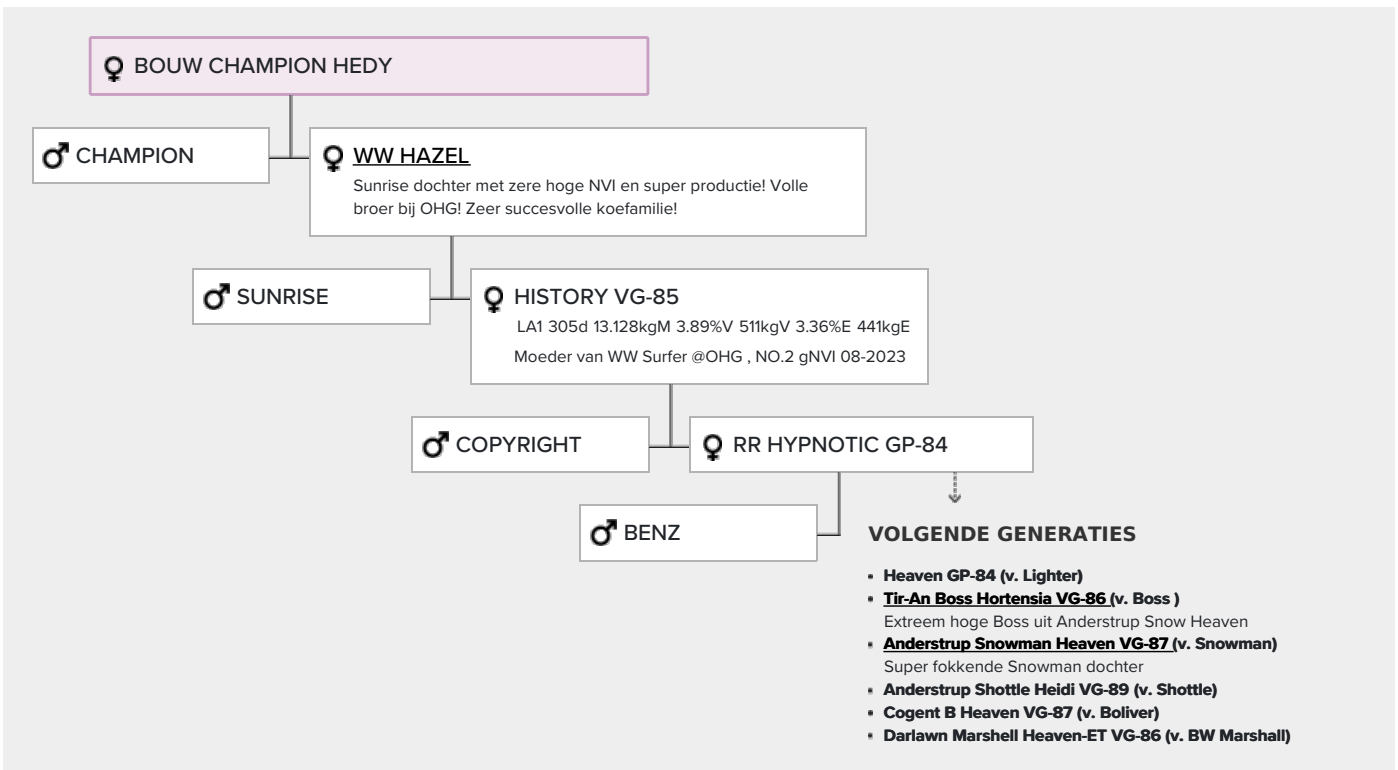 BOUW CHAMPION HEDY
CHAMPION
WW HAZEL
Sunrise dochter met zere hoge NVI en super productie! Volle
broer bij OHG! Zeer succesvolle koefamilie!
SUNRISE
HISTORY VG-85
LA1 305d 13.128kgM 3.89%V 511kgV 3.36%E 441kgE
Moeder van WW Surfer @OHG , NO.2 gNVI 08-2023
COPYRIGHT
RR HYPNOTIC GP-84
BENZ
VOLGENDE GENERATIES
• Heaven GP-84 (v. Lighter)
• Tir-An Boss Hortensia VG-86 (v. Boss )
Extreem hoge Boss uit Anderstrup Snow Heaven
• Anderstrup Snowman Heaven VG-87 (v. Snowman)
Super fokkende Snowman dochter
• Anderstrup Shottle Heidi VG-89 (v. Shottle)
• Cogent B Heaven VG-87 (v. Boliver)
• Darlawn Marshell Heaven-ET VG-86 (v. BW Marshall)